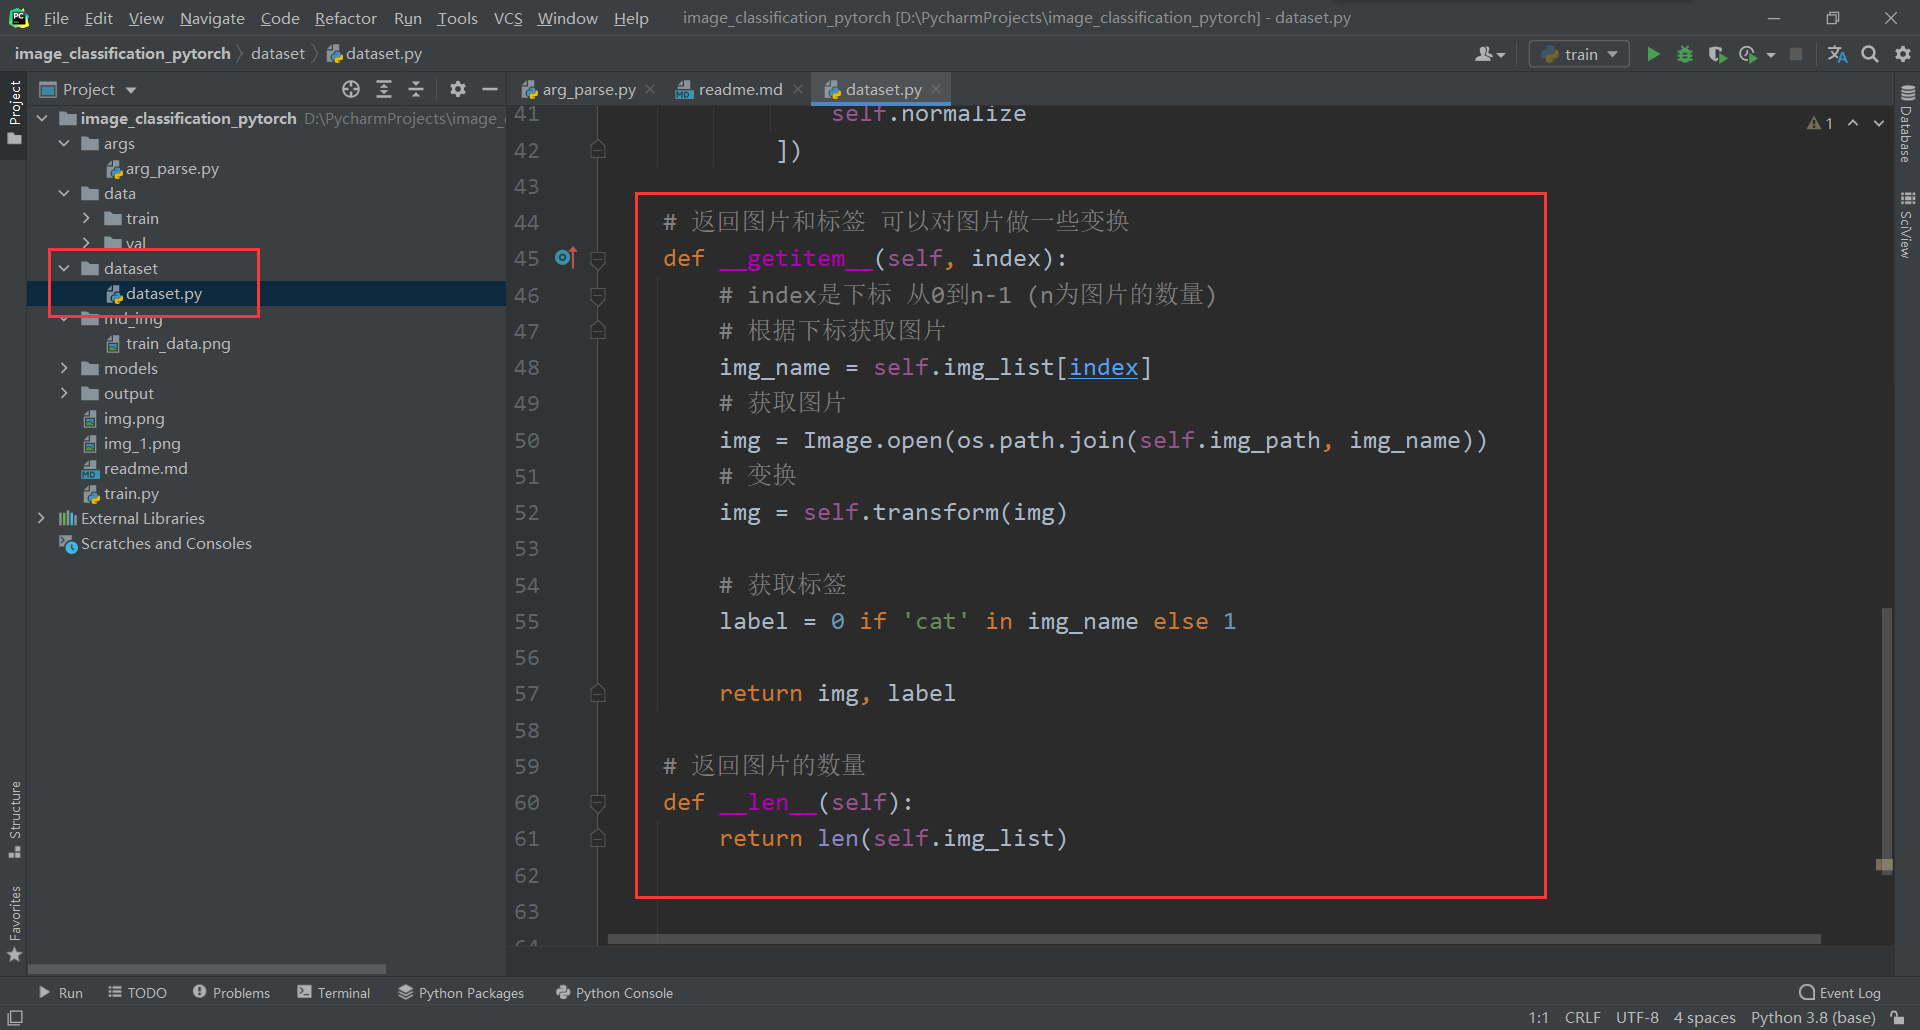 File Edit View Navigate Code Refactor Run Tools VCS Window Help image_classification_pytorch [D:\PycharmProjects\image_classification_pytorch] - dataset.py
image_classification_pytorch dataset dataset.py train
Project
Project
image_classification_pytorch D:\PycharmProjects\image_
args
arg_parse.py
data
train
val
dataset
dataset.py
md_img
train_data.png
models
output
img.png
img_1.png
readme.md
train.py
External Libraries
Scratches and Consoles
Structure
Favorites
arg_parse.py readme.md dataset.py
1
41 self.normalize
42 ])
43
44 # 返回图片和标签 可以对图片做一些变换
45 def __getitem__(self, index):
46 # index是下标 从0到n-1 (n为图片的数量)
47 # 根据下标获取图片
48 img_name = self.img_list[index]
49 # 获取图片
50 img = Image.open(os.path.join(self.img_path, img_name))
51 # 变换
52 img = self.transform(img)
53
54 # 获取标签
55 label = 0 if 'cat' in img_name else 1
56
57 return img, label
58
59 # 返回图片的数量
60 def __len__(self):
61 return len(self.img_list)
62
63
64
Database
SciView
Run TODO Problems Terminal Python Packages Python Console Event Log
1:1 CRLF UTF-8 4 spaces Python 3.8 (base)